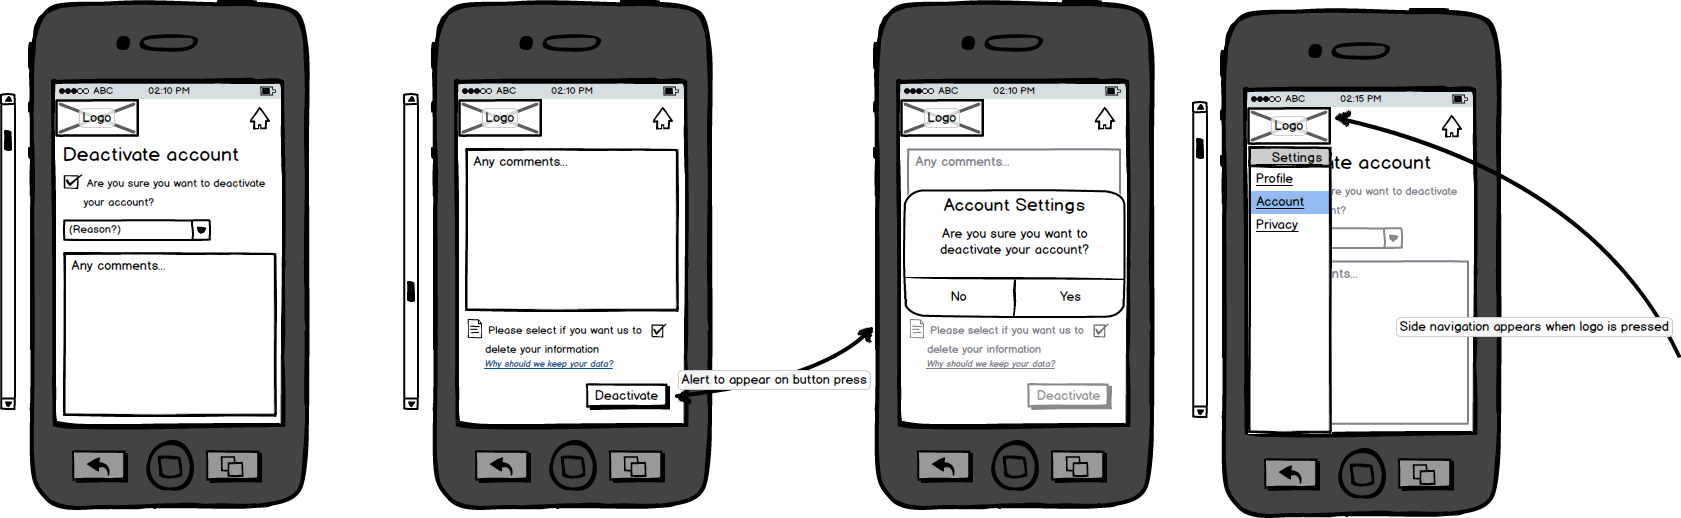 ABC 02:10 PM
Logo
Deactivate account
Are you sure you want to deactivate
your account?
(Reason?)
Any comments...
ABC 02:10 PM
Logo
Any comments...
Please select if you want us to
delete your information
Why should we keep your data?
Deactivate
Alert to appear on button press
ABC 02:10 PM
Logo
Any comments...
Account Settings
Are you sure you want to
deactivate your account?
No Yes
Please select if you want us to
delete your information
Why should we keep your data?
Deactivate
ABC 02:15 PM
Logo
Settings
te account
Profile
re you want to deactivate
Account
nt?
Privacy
nts...
Side navigation appears when logo is pressed